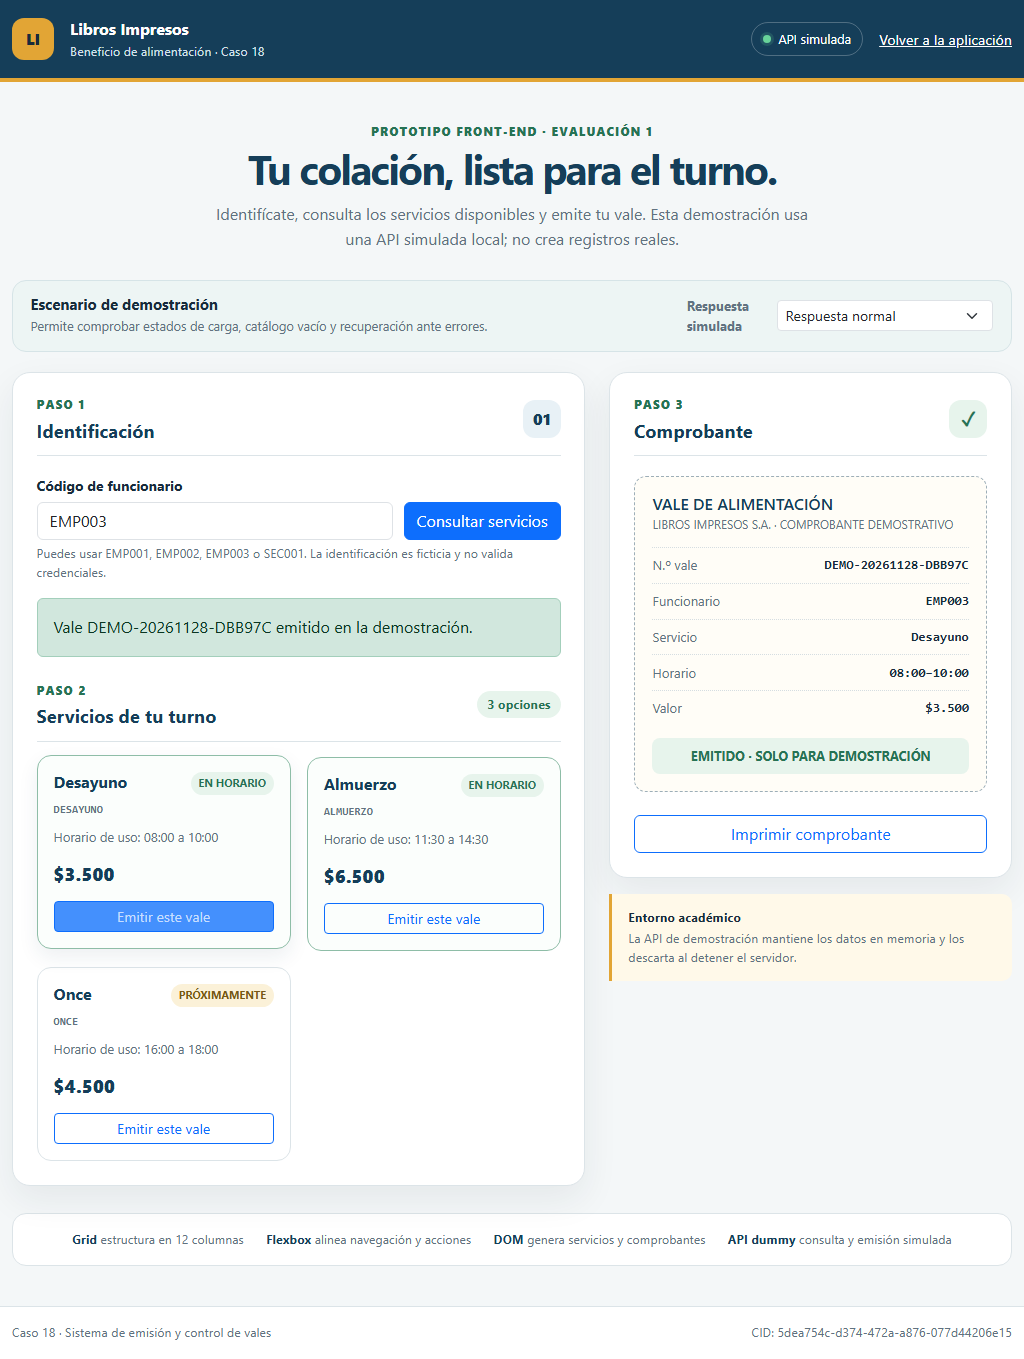 LI
Libros Impresos
Beneficio de alimentación · Caso 18
API simulada
Volver a la aplicación
PROTOTIPO FRONT-END · EVALUACIÓN 1
Tu colación, lista para el turno.
Identifícate, consulta los servicios disponibles y emite tu vale. Esta demostración usa
una API simulada local; no crea registros reales.
Escenario de demostración
Permite comprobar estados de carga, catálogo vacío y recuperación ante errores.
Respuesta
simulada
Respuesta normal
PASO 1
Identificación
01
Código de funcionario
EMP003
Consultar servicios
Puedes usar EMP001, EMP002, EMP003 o SEC001. La identificación es ficticia y no valida
credenciales.
Vale DEMO-20261128-DBB97C emitido en la demostración.
PASO 2
Servicios de tu turno
3 opciones
Desayuno
EN HORARIO
DESAYUNO
Horario de uso: 08:00 a 10:00
$3.500
Emitir este vale
Almuerzo
EN HORARIO
ALMUERZO
Horario de uso: 11:30 a 14:30
$6.500
Emitir este vale
Once
PRÓXIMAMENTE
ONCE
Horario de uso: 16:00 a 18:00
$4.500
Emitir este vale
PASO 3
Comprobante
✓
VALE DE ALIMENTACIÓN
LIBROS IMPRESOS S.A. · COMPROBANTE DEMOSTRATIVO
N.º vale DEMO-20261128-DBB97C
Funcionario EMP003
Servicio Desayuno
Horario 08:00–10:00
Valor $3.500
EMITIDO · SOLO PARA DEMOSTRACIÓN
Imprimir comprobante
Entorno académico
La API de demostración mantiene los datos en memoria y los
descarta al detener el servidor.
Grid estructura en 12 columnas Flexbox alinea navegación y acciones DOM genera servicios y comprobantes API dummy consulta y emisión simulada
Caso 18 · Sistema de emisión y control de vales
CID: 5dea754c-d374-472a-a876-077d44206e15